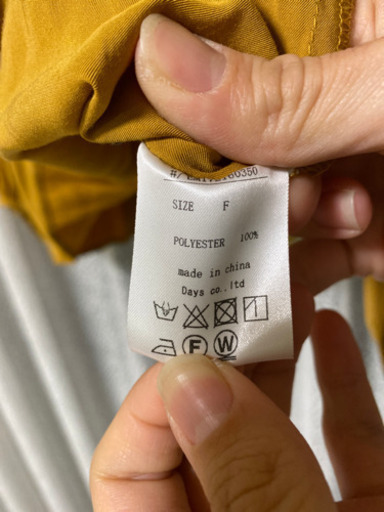 SIZE F
POLYESTER 100%
made in china
Days co.,ltd
F W